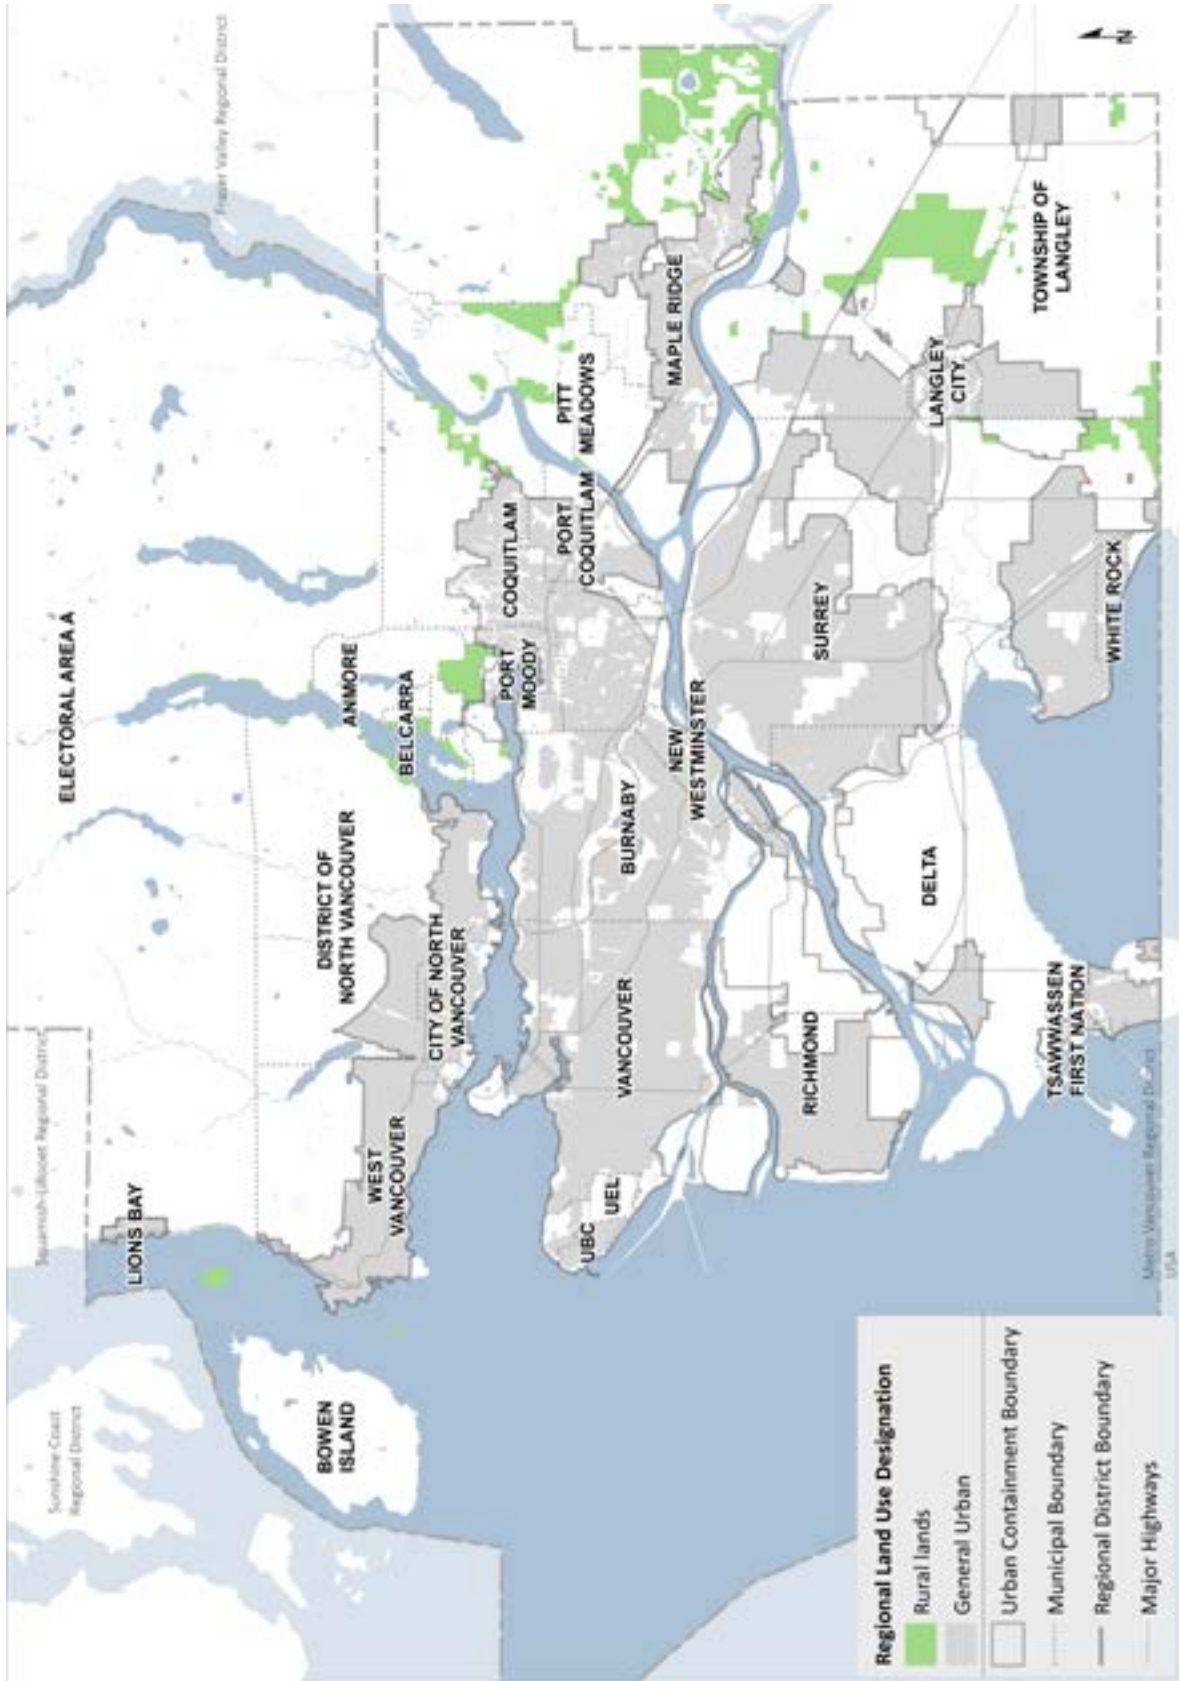 Squamish-Lillooet Regional District
Sunshine Coast
Regional District
Fraser Valley Regional District
ELECTORAL AREA A
LIONS BAY
BOWEN
ISLAND
WEST
VANCOUVER
DISTRICT OF
NORTH VANCOUVER
CITY OF NORTH
VANCOUVER
ANMORE
BELCARRA
PORT
MOODY
COQUITLAM
PORT
COQUITLAM
PITT
MEADOWS
MAPLE RIDGE
UBC
UEL
VANCOUVER
BURNABY
NEW
WESTMINSTER
RICHMOND
DELTA
SURREY
LANGLEY
CITY
TOWNSHIP OF
LANGLEY
WHITE ROCK
TSAWWASSEN
FIRST NATION
Metro Vancouver Regional District
USA
N
Regional Land Use Designation
Rural lands
General Urban
Urban Containment Boundary
Municipal Boundary
Regional District Boundary
Major Highways